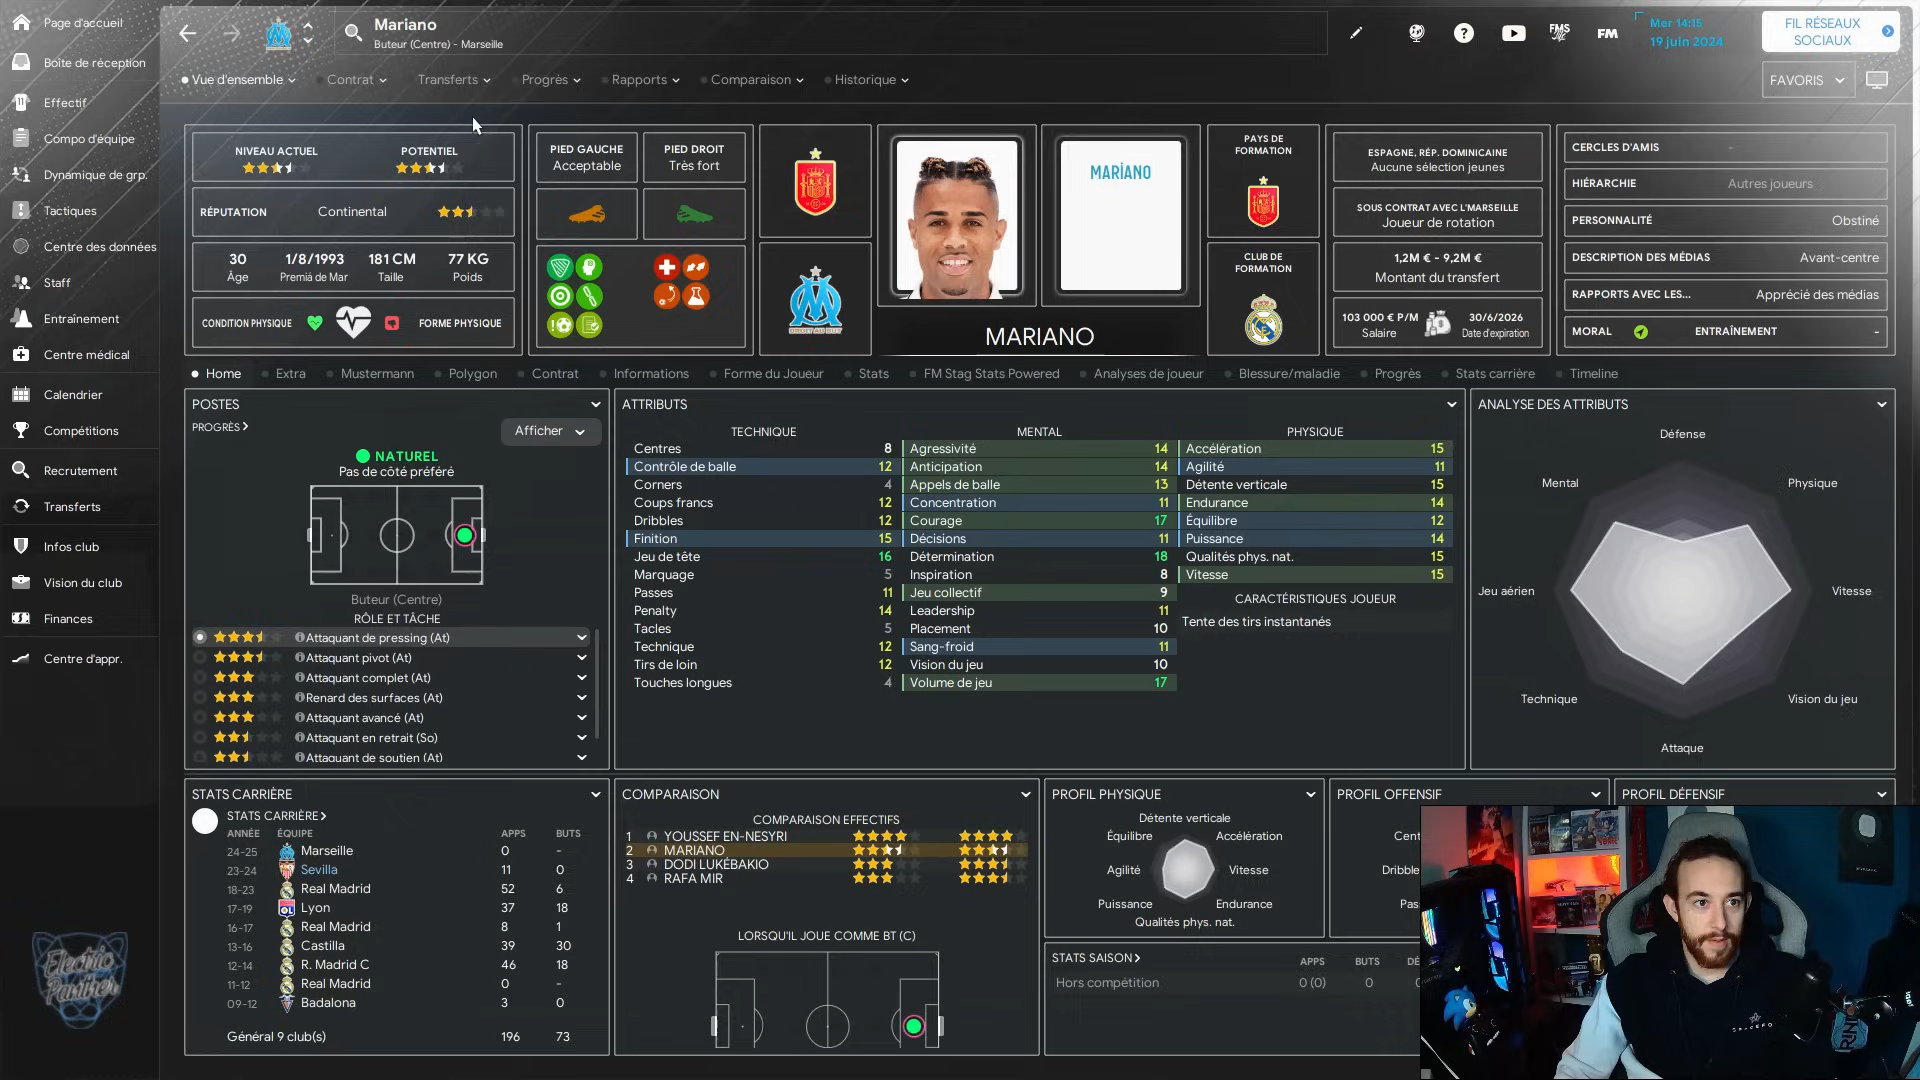 Page d'accueil
Boîte de réception
Effectif
Compo d'équipe
Dynamique de grp.
Tactiques
Centre des données
Staff
Entraînement
Centre médical
Calendrier
Compétitions
Recrutement
Transferts
Infos club
Vision du club
Finances
Centre d'appr.
Electric Panther
Mariano
Buteur (Centre) - Marseille
FMS
FM
Mer 14:15
19 juin 2024
FIL RÉSEAUX
SOCIAUX
Vue d'ensemble
Contrat
Transferts
Progrès
Rapports
Comparaison
Historique
FAVORIS
NIVEAU ACTUEL
POTENTIEL
RÉPUTATION Continental
30 1/8/1993 181 CM 77 KG
Âge Premià de Mar Taille Poids
CONDITION PHYSIQUE FORME PHYSIQUE
PIED GAUCHE PIED DROIT
Acceptable Très fort
MARIANO
MARIANO
PAYS DE
FORMATION
CLUB DE
FORMATION
ESPAGNE, RÉP. DOMINICAINE
Aucune sélection jeunes
SOUS CONTRAT AVEC L'MARSEILLE
Joueur de rotation
1,2M € - 9,2M €
Montant du transfert
103 000 € P/M 30/6/2026
Salaire Date d'expiration
CERCLES D'AMIS -
HIÉRARCHIE Autres joueurs
PERSONNALITÉ Obstiné
DESCRIPTION DES MÉDIAS Avant-centre
RAPPORTS AVEC LES... Apprécié des médias
MORAL ENTRAÎNEMENT -
Home
Extra
Mustermann
Polygon
Contrat
Informations
Forme du Joueur
Stats
FM Stag Stats Powered
Analyses de joueur
Blessure/maladie
Progrès
Stats carrière
Timeline
POSTES
PROGRÈS
Afficher
NATUREL
Pas de côté préféré
Buteur (Centre)
RÔLE ET TÂCHE
Attaquant de pressing (At)
Attaquant pivot (At)
Attaquant complet (At)
Renard des surfaces (At)
Attaquant avancé (At)
Attaquant en retrait (So)
Attaquant de soutien (At)
ATTRIBUTS
TECHNIQUE
Centres 8
Contrôle de balle 12
Corners 4
Coups francs 12
Dribbles 12
Finition 15
Jeu de tête 16
Marquage 5
Passes 11
Penalty 14
Tacles 5
Technique 12
Tirs de loin 12
Touches longues 4
MENTAL
Agressivité 14
Anticipation 14
Appels de balle 13
Concentration 11
Courage 17
Décisions 11
Détermination 18
Inspiration 8
Jeu collectif 9
Leadership 11
Placement 10
Sang-froid 11
Vision du jeu 10
Volume de jeu 17
PHYSIQUE
Accélération 15
Agilité 11
Détente verticale 15
Endurance 14
Équilibre 12
Puissance 14
Qualités phys. nat. 15
Vitesse 15
CARACTÉRISTIQUES JOUEUR
Tente des tirs instantanés
ANALYSE DES ATTRIBUTS
Défense
Mental Physique
Jeu aérien Vitesse
Technique Vision du jeu
Attaque
STATS CARRIÈRE
STATS CARRIÈRE
ANNÉE ÉQUIPE APPS BUTS
24-25 Marseille 0 -
23-24 Sevilla 11 0
18-23 Real Madrid 52 6
17-19 Lyon 37 18
16-17 Real Madrid 8 1
13-16 Castilla 39 30
12-14 R. Madrid C 46 18
11-12 Real Madrid 0 -
09-12 Badalona 3 0
Général 9 club(s) 196 73
COMPARAISON
COMPARAISON EFFECTIFS
1 YOUSSEF EN-NESYRI
2 MARIANO
3 DODI LUKÉBAKIO
4 RAFA MIR
LORSQU'IL JOUE COMME BT (C)
PROFIL PHYSIQUE
Détente verticale
Équilibre Accélération
Agilité Vitesse
Puissance Endurance
Qualités phys. nat.
PROFIL OFFENSIF
Cent
Dribble
Pas
PROFIL DÉFENSIF
STATS SAISON
APPS BUTS
Hors compétition 0 (0) 0